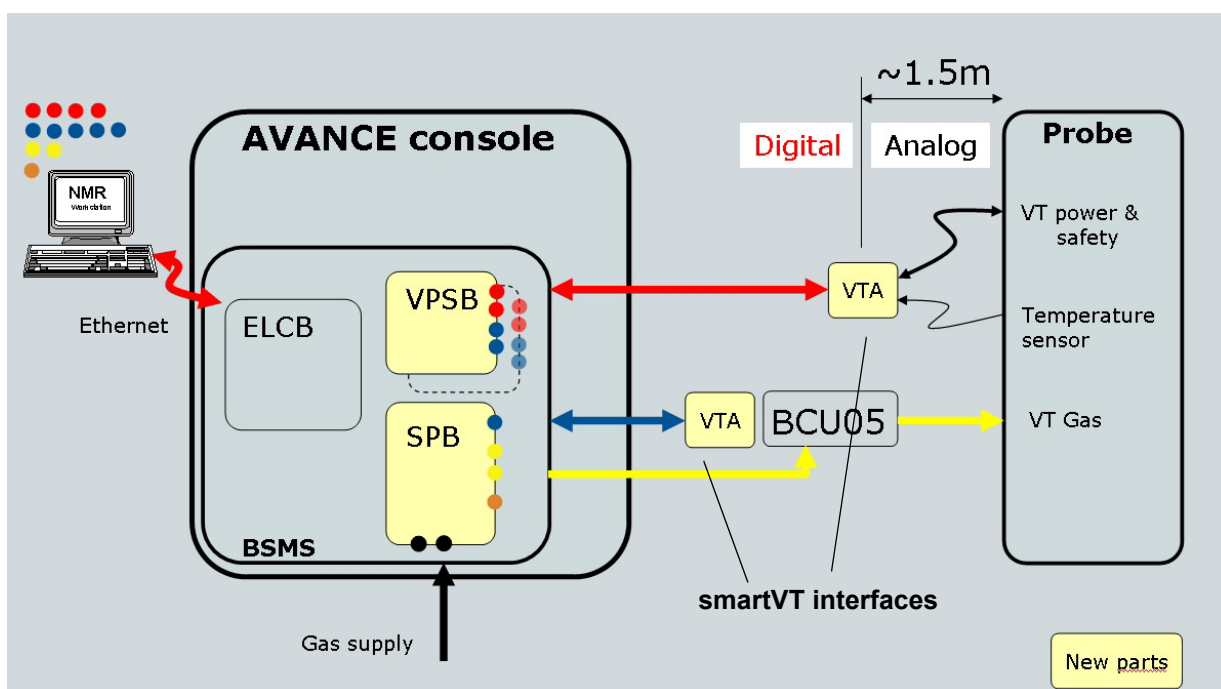 ~1.5m
AVANCE console
Digital
Analog
Probe
NMR
Workstation
VT power &
safety
VPSB
VTA
ELCB
Ethernet
Temperature
sensor
SPB
VTA
BCU05
VT Gas
BSMS
smartVT interfaces
Gas supply
New parts